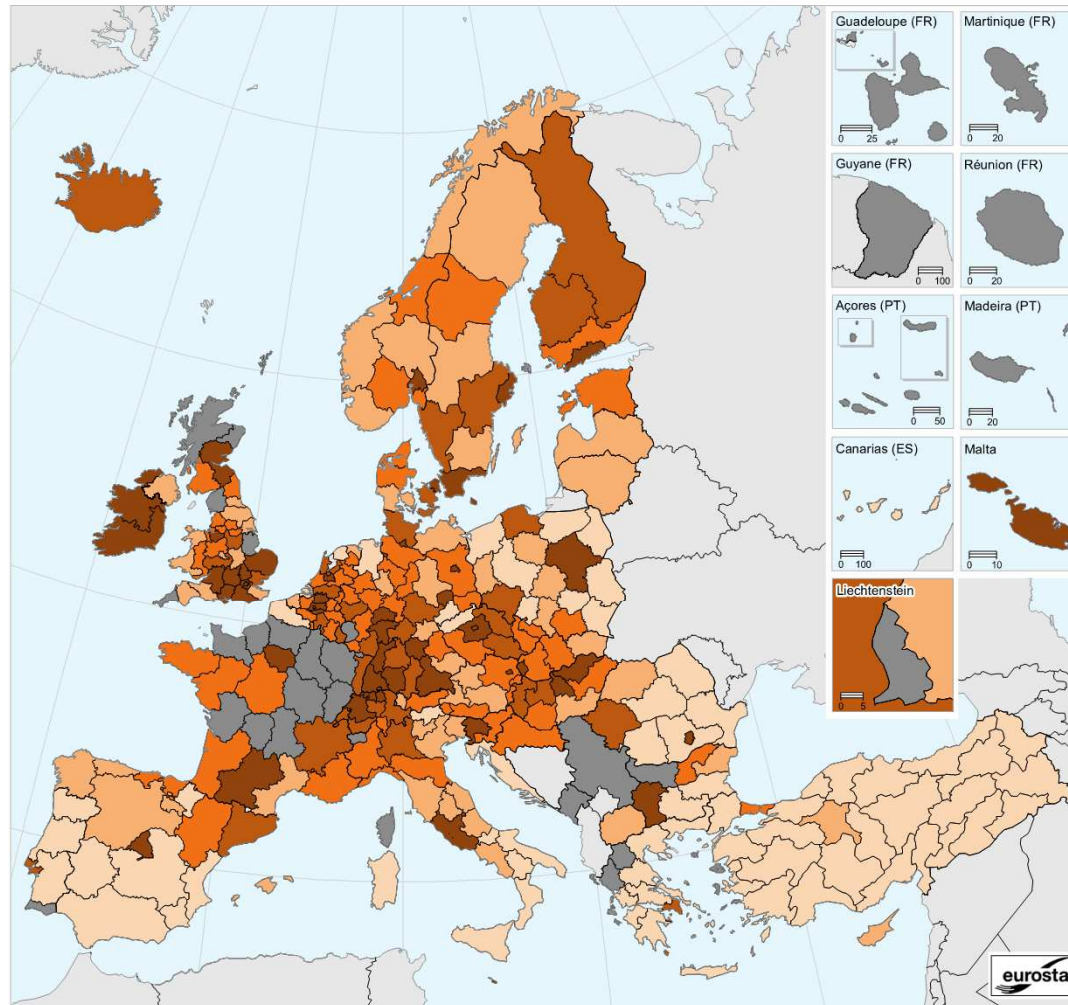 Guadeloupe (FR)
0 25
Martinique (FR)
0 20
Guyane (FR)
0 100
Réunion (FR)
0 20
Açores (PT)
0 50
Madeira (PT)
0 20
Canarias (ES)
0 100
Malta
0 10
Liechtenstein
0 5
eurosta